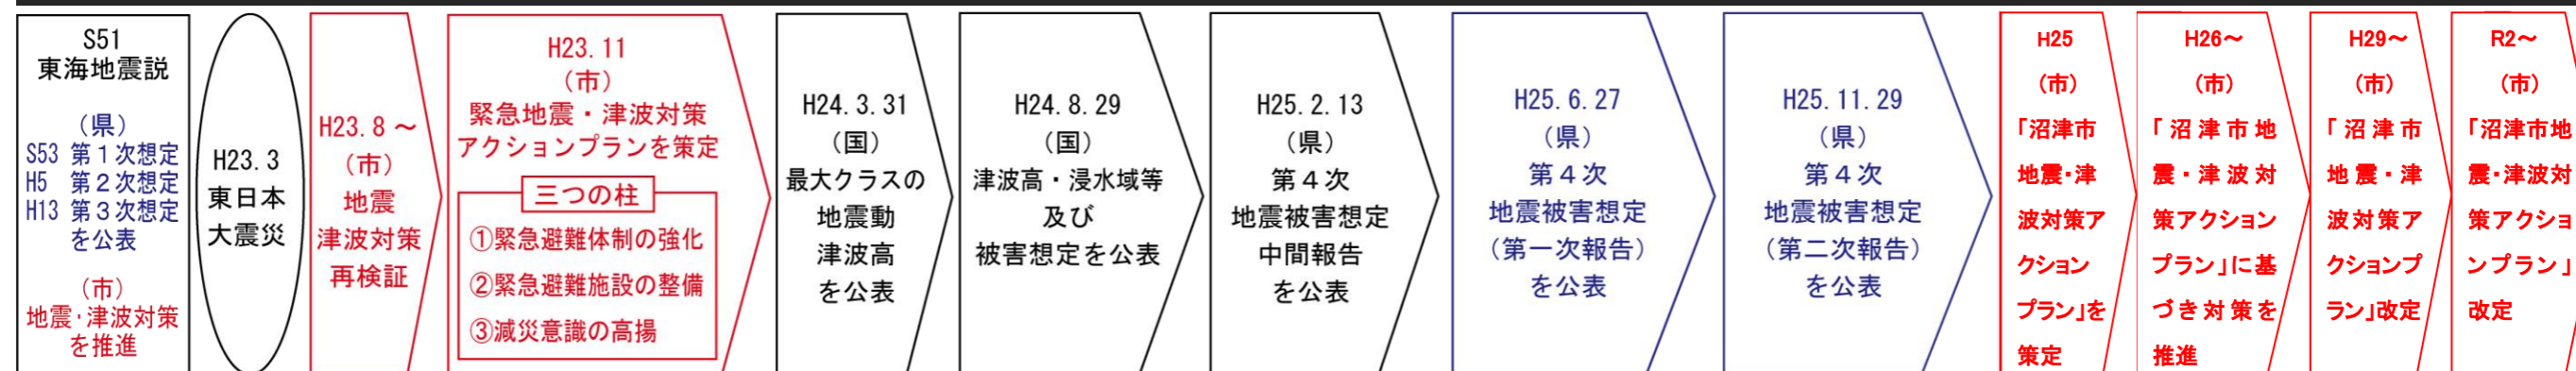 S51
東海地震説
（県）
S53 第１次想定
H5 第２次想定
H13 第３次想定
を公表
（市）
地震･津波対策
を推進
H23.3
東日本
大震災
H23.8～
（市）
地震
津波対策
再検証
H23.11
（市）
緊急地震・津波対策
アクションプランを策定
三つの柱
①緊急避難体制の強化
②緊急避難施設の整備
③減災意識の高揚
H24.3.31
（国）
最大クラスの
地震動
津波高
を公表
H24.8.29
（国）
津波高・浸水域等
及び
被害想定を公表
H25.2.13
（県）
第４次
地震被害想定
中間報告
を公表
H25.6.27
（県）
第４次
地震被害想定
（第一次報告）
を公表
H25.11.29
（県）
第４次
地震被害想定
（第二次報告）
を公表
H25
（市）
「沼津市
地震・津
波対策ア
クション
プラン」を
策定
H26～
（市）
「沼津市地
震・津波対
策アクション
プラン」に基
づき対策を
推進
H29～
（市）
「沼津市
地震・津
波対策ア
クションプ
ラン」改定
R2～
（市）
「沼津市地
震・津波対
策アクショ
ンプラン」
改定